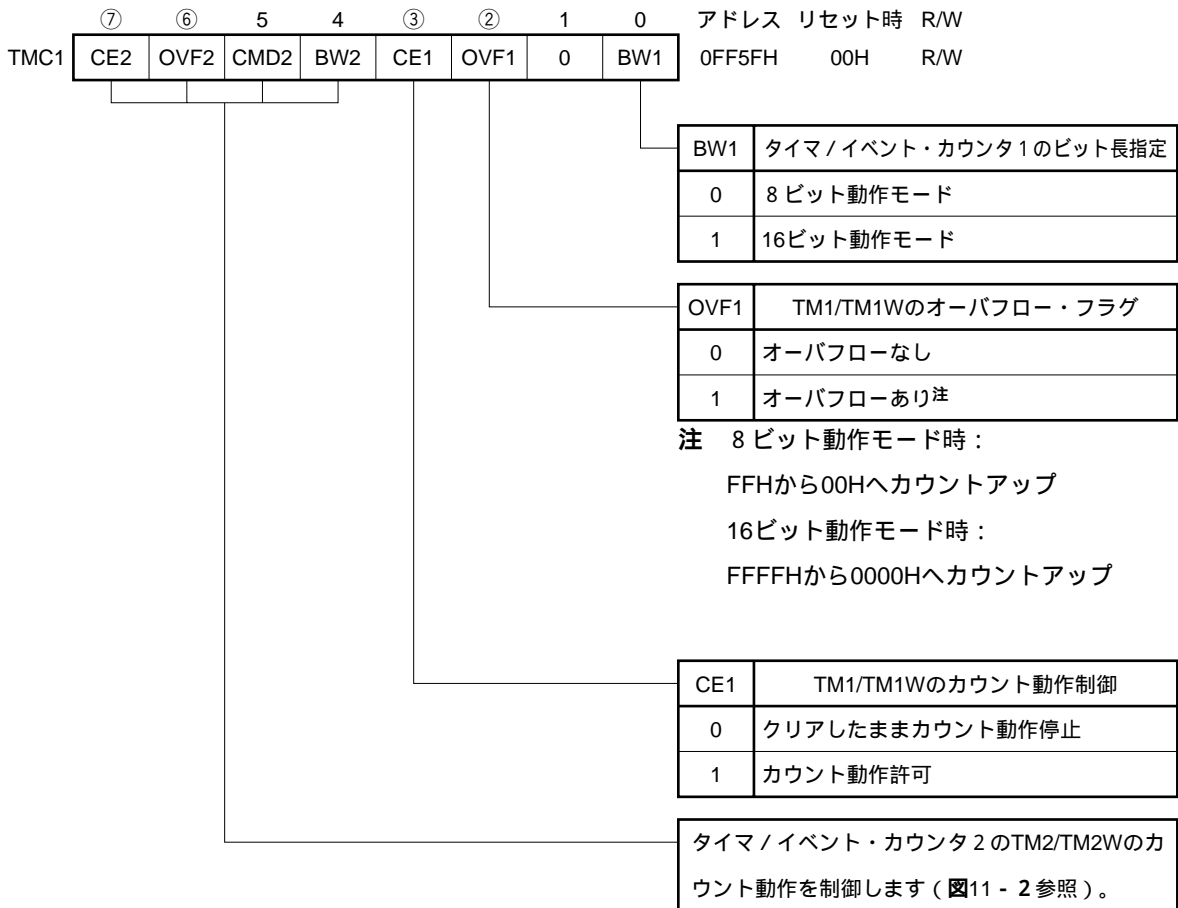 ⑦ ⑥ 5 4 ③ ② 1 0 アドレス リセット時 R/W
TMC1 CE2 OVF2 CMD2 BW2 CE1 OVF1 0 BW1 0FF5FH 00H R/W
BW1 タイマ／イベント・カウンタ１のビット長指定
0 ８ビット動作モード
1 16ビット動作モード
OVF1 TM1/TM1Wのオーバフロー・フラグ
0 オーバフローなし
1 オーバフローあり注
注 ８ビット動作モード時：
FFHから00Hへカウントアップ
16ビット動作モード時：
FFFFHから0000Hへカウントアップ
CE1 TM1/TM1Wのカウント動作制御
0 クリアしたままカウント動作停止
1 カウント動作許可
タイマ／イベント・カウンタ２のTM2/TM2Wのカ
ウント動作を制御します（図11－2参照）。